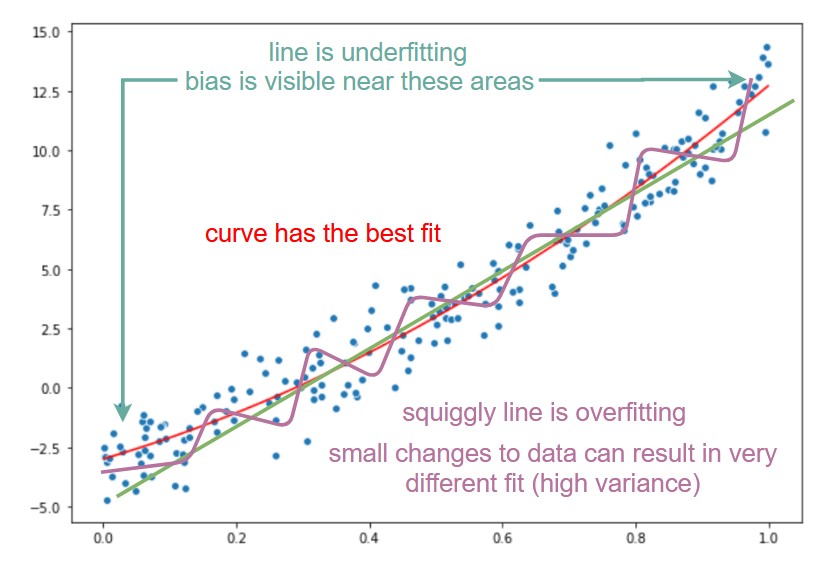 line is underfitting
bias is visible near these areas
curve has the best fit
squiggly line is overfitting
small changes to data can result in very
different fit (high variance)
15.0
12.5
10.0
7.5
5.0
2.5
0.0
−2.5
−5.0
0.0 0.2 0.4 0.6 0.8 1.0